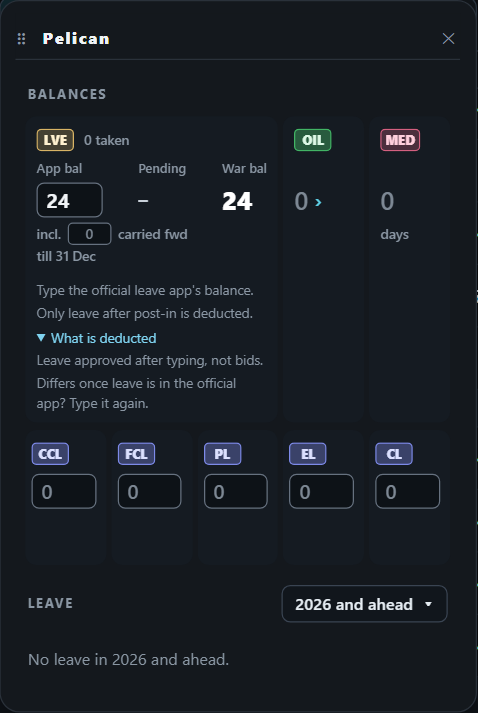 Pelican
BALANCES
LVE 0 taken
App bal Pending War bal
24 – 24
incl. 0 carried fwd
till 31 Dec
Type the official leave app's balance.
Only leave after post-in is deducted.
▼ What is deducted
Leave approved after typing, not bids.
Differs once leave is in the official
app? Type it again.
OIL
0 ›
MED
0
days
CCL FCL PL EL CL
0 0 0 0 0
LEAVE 2026 and ahead
No leave in 2026 and ahead.